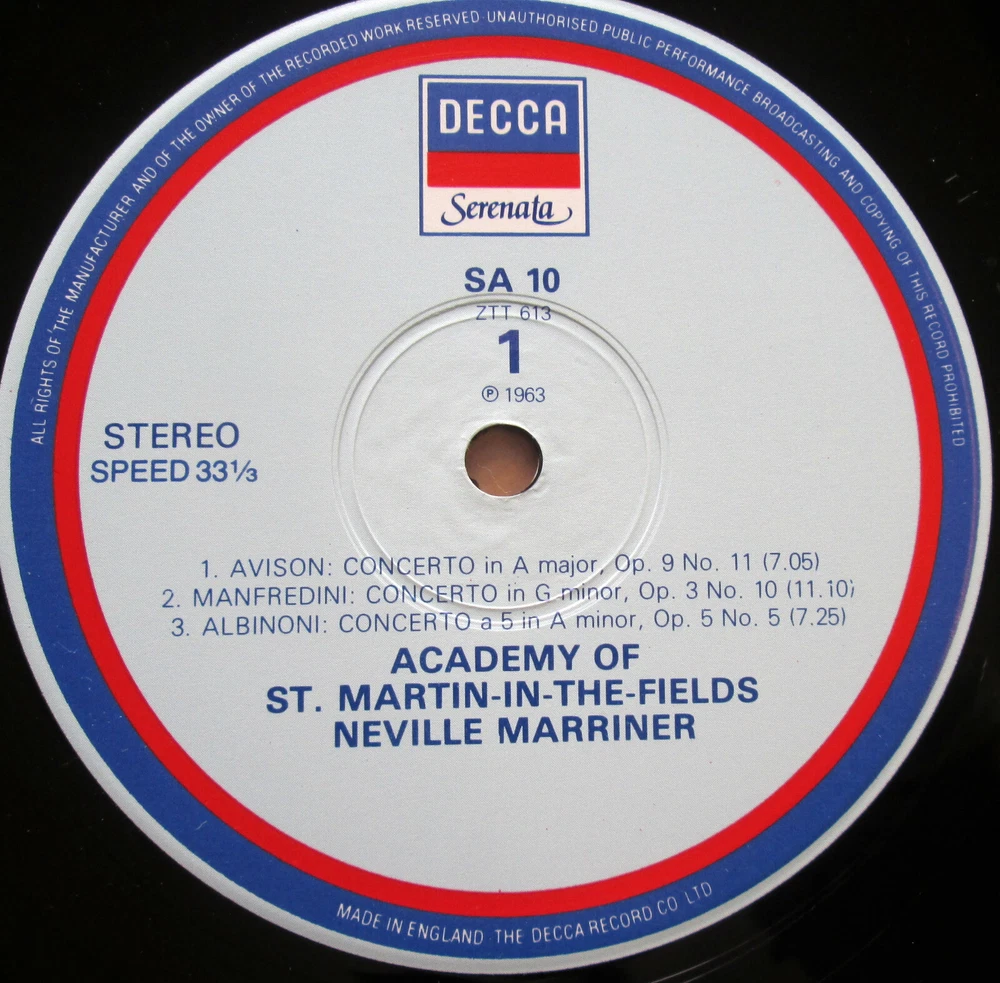 ALL RIGHTS OF THE MANUFACTURER AND OF THE OWNER OF THE RECORDED WORK RESERVED · UNAUTHORISED PUBLIC PERFORMANCE BROADCASTING AND COPYING OF THIS RECORD PROHIBITED
DECCA
Serenata
SA 10
ZTT 613
1
℗ 1963
STEREO
SPEED 33⅓
1. AVISON: CONCERTO in A major, Op. 9 No. 11 (7.05)
2. MANFREDINI: CONCERTO in G minor, Op. 3 No. 10 (11.10)
3. ALBINONI: CONCERTO a 5 in A minor, Op. 5 No. 5 (7.25)
ACADEMY OF
ST. MARTIN-IN-THE-FIELDS
NEVILLE MARRINER
MADE IN ENGLAND THE DECCA RECORD CO LTD